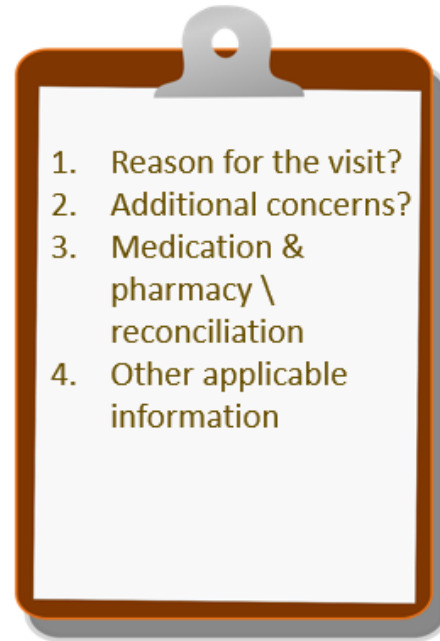 1. Reason for the visit?
2. Additional concerns?
3. Medication &
pharmacy \
reconciliation
4. Other applicable
information